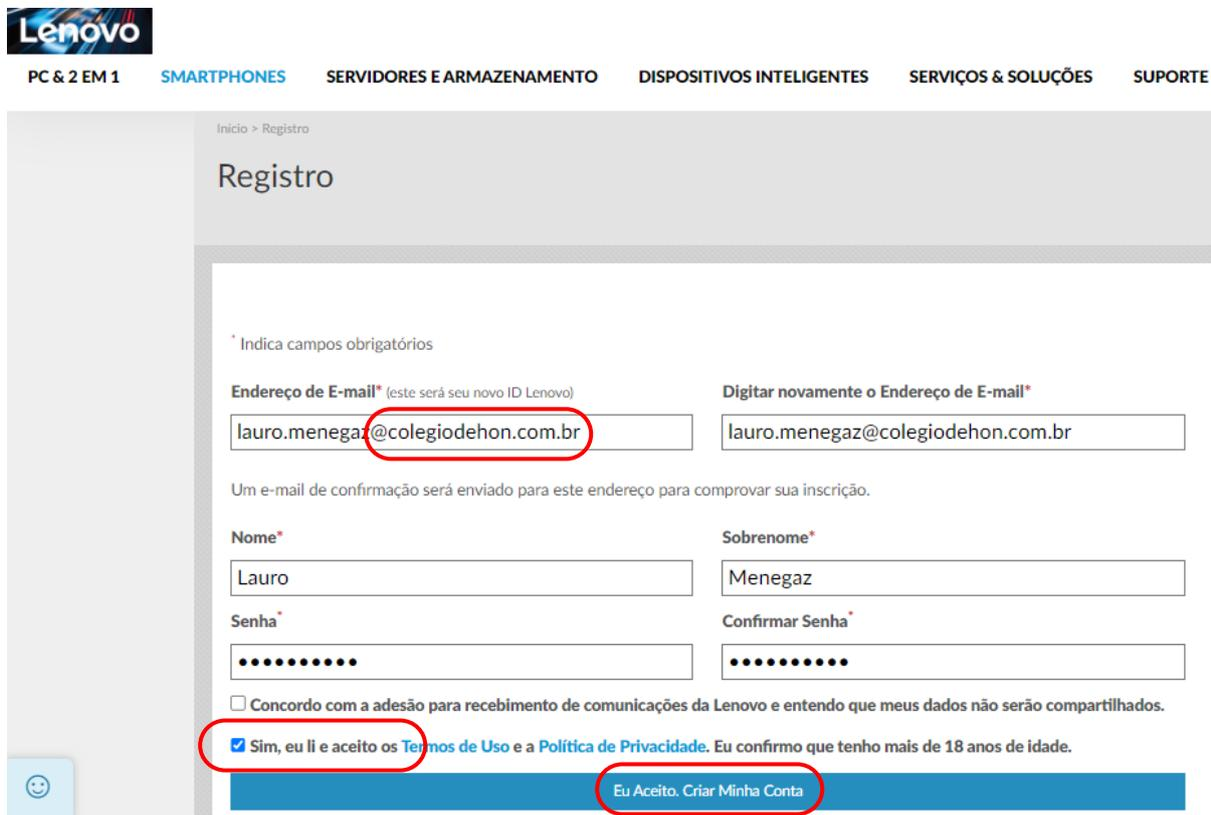 Lenovo
PC & 2 EM 1 SMARTPHONES SERVIDORES E ARMAZENAMENTO DISPOSITIVOS INTELIGENTES SERVIÇOS & SOLUÇÕES SUPORTE
Início > Registro
Registro
* Indica campos obrigatórios
Endereço de E-mail* (este será seu novo ID Lenovo) Digitar novamente o Endereço de E-mail*
lauro.menegaz@colegiodehon.com.br lauro.menegaz@colegiodehon.com.br
Um e-mail de confirmação será enviado para este endereço para comprovar sua inscrição.
Nome* Sobrenome*
Lauro Menegaz
Senha* Confirmar Senha*
•••••••••• ••••••••••
Concordo com a adesão para recebimento de comunicações da Lenovo e entendo que meus dados não serão compartilhados.
Sim, eu li e aceito os Termos de Uso e a Política de Privacidade. Eu confirmo que tenho mais de 18 anos de idade.
Eu Aceito. Criar Minha Conta